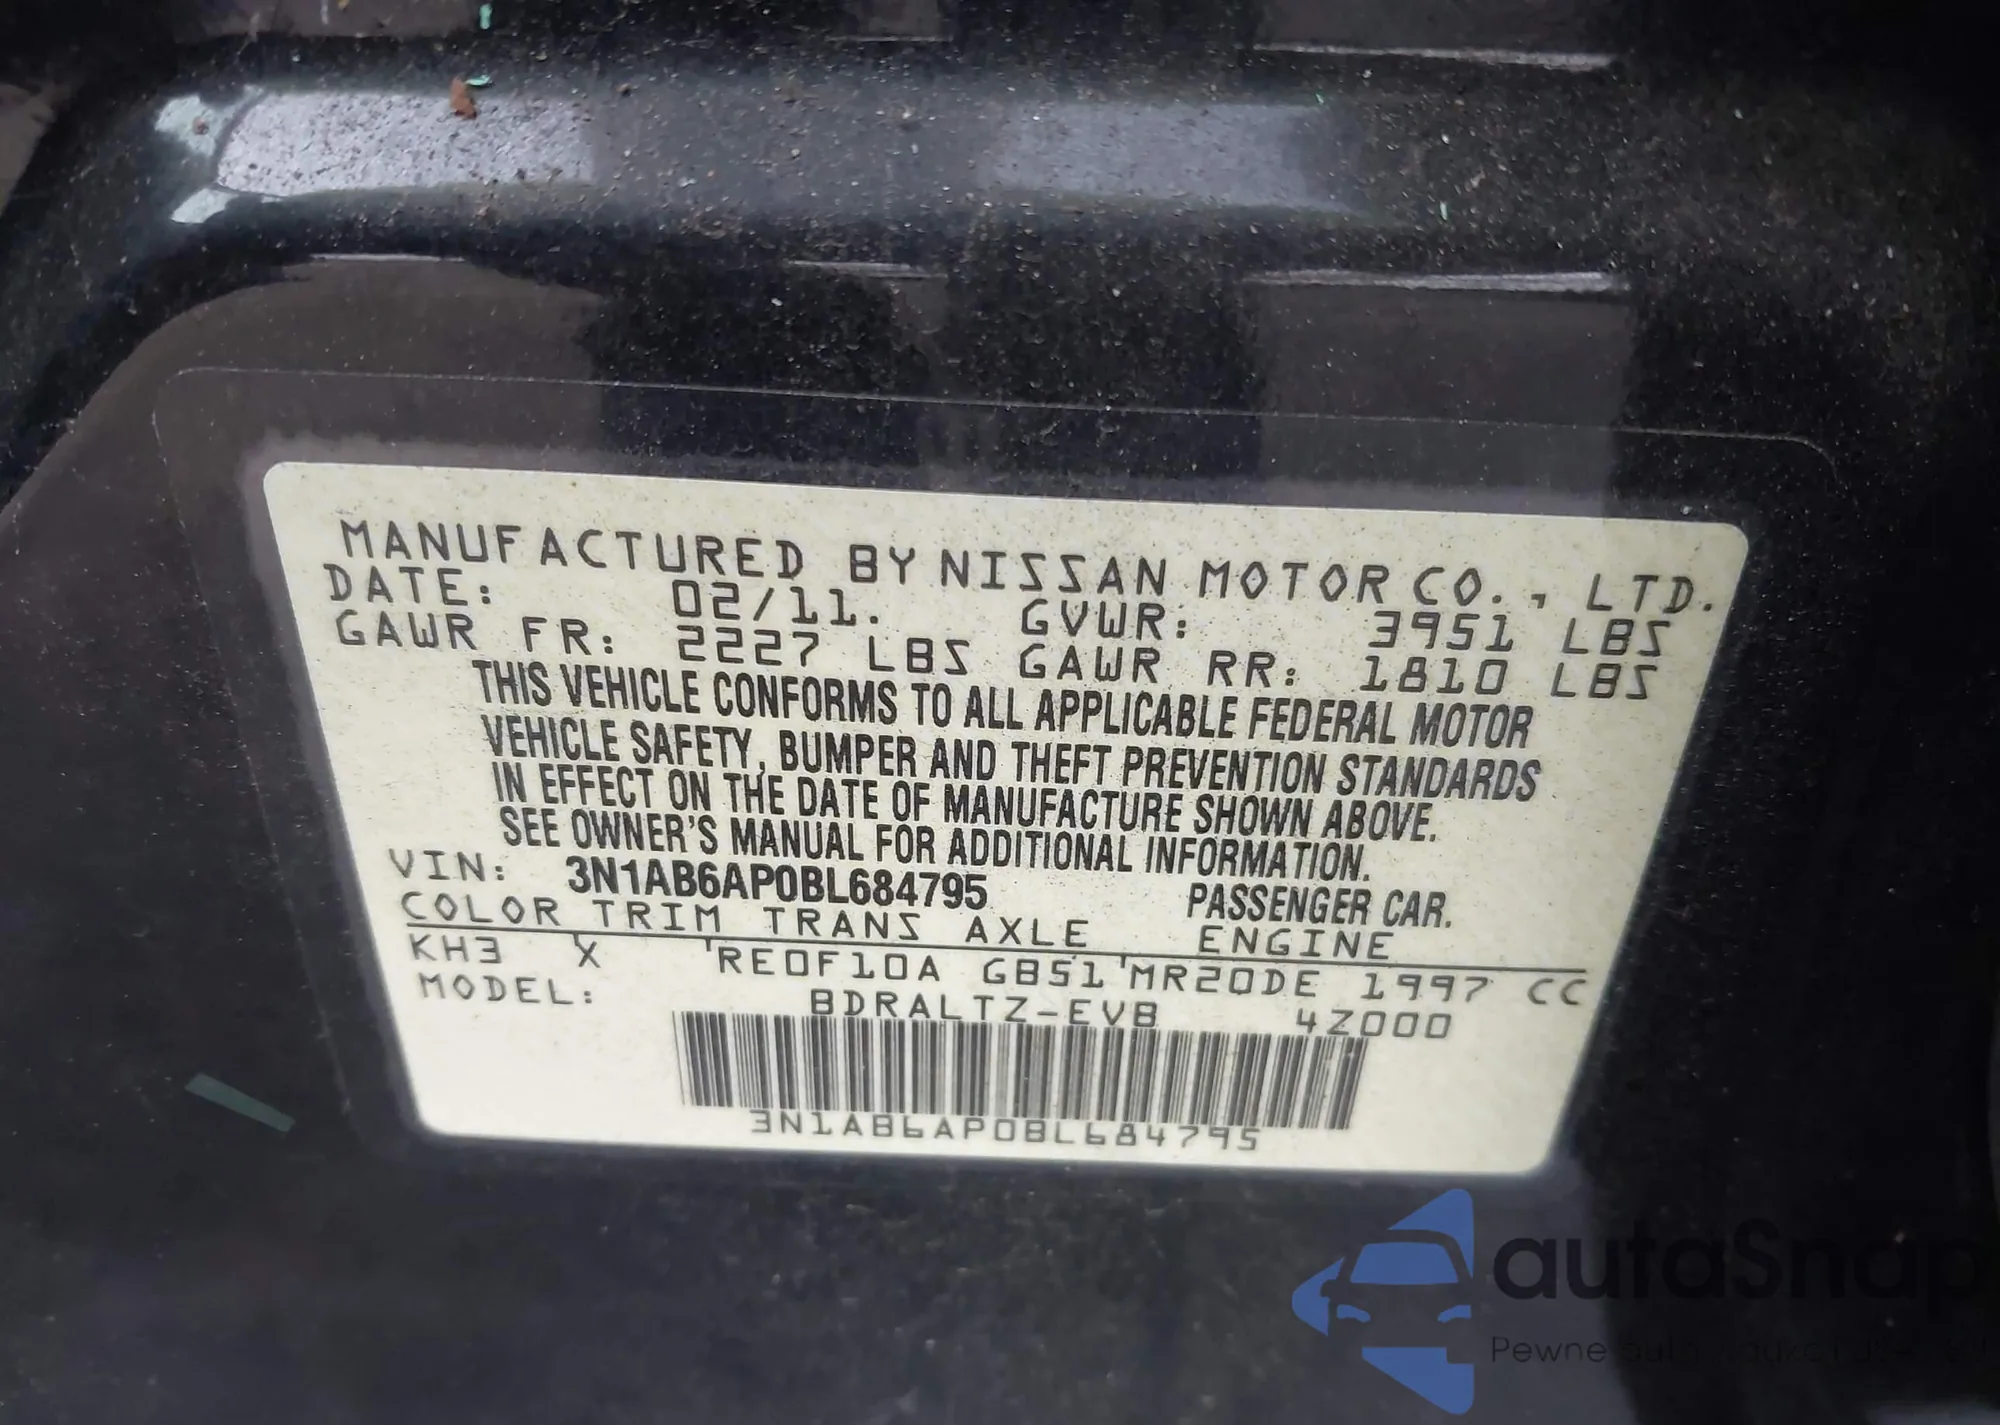 MANUFACTURED BY NISSAN MOTOR CO., LTD.
DATE: 02/11. GVWR: 3951 LBS
GAWR FR: 2227 LBS GAWR RR: 1810 LBS
THIS VEHICLE CONFORMS TO ALL APPLICABLE FEDERAL MOTOR
VEHICLE SAFETY, BUMPER AND THEFT PREVENTION STANDARDS
IN EFFECT ON THE DATE OF MANUFACTURE SHOWN ABOVE.
SEE OWNER'S MANUAL FOR ADDITIONAL INFORMATION.
VIN: 3N1AB6AP0BL684795 PASSENGER CAR.
COLOR TRIM TRANS AXLE ENGINE
KH3 X RE0F10A GB51 MR20DE 1997 CC
MODEL: BDRALTZ-EVB 4Z000
3N1AB6AP0BL684795
autaSnap
Pewne auta